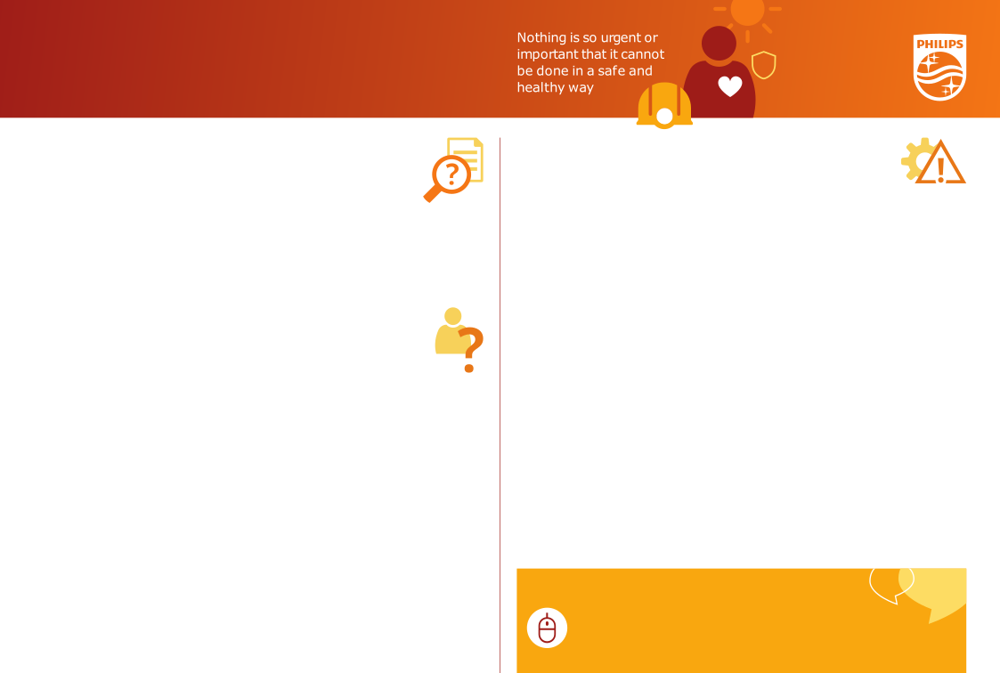 Nothing is so urgent or
important that it cannot
be done in a safe and
healthy way
PHILIPS
?
!
?